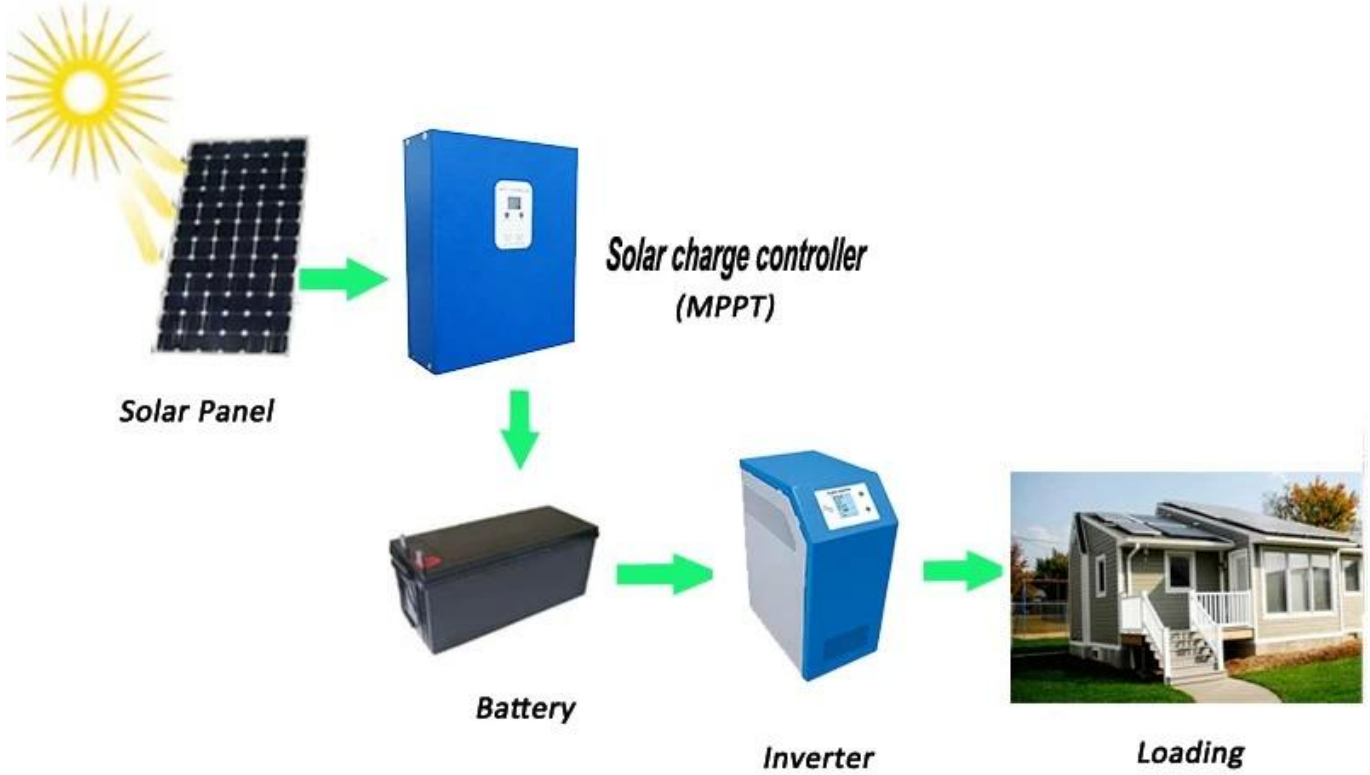 Solar charge controller
(MPPT)
Solar Panel
Battery
Inverter
Loading